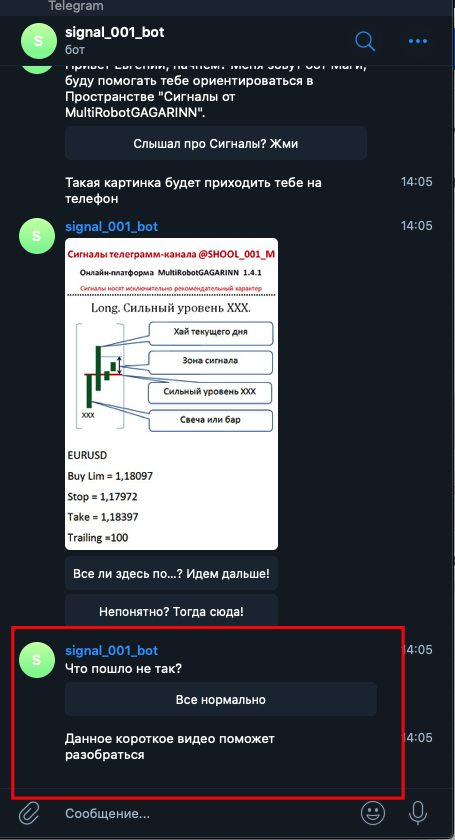 Telegram
S
signal_001_bot
бот
Привет Евгений, начнем! Меня зовут бот Маги,
буду помогать тебе ориентироваться в
Пространстве "Сигналы от
MultiRobotGAGARINN".
Слышал про Сигналы? Жми
Такая картинка будет приходить тебе на
телефон
14:05
S
signal_001_bot
14:05
Сигналы телеграмм-канала @SHOOL_001_M
Онлайн-платформа MultiRobotGAGARINN 1.4.1
Сигналы носят исключительно рекомендательный характер
Long. Сильный уровень XXX.
Хай текущего дня
Зона сигнала
Сильный уровень XXX
Свеча или бар
XXX
EURUSD
Buy Lim = 1,18097
Stop = 1,17972
Take = 1,18397
Trailing =100
Все ли здесь по...? Идем дальше!
Непонятно? Тогда сюда!
S
signal_001_bot
14:05
Что пошло не так?
Все нормально
Данное короткое видео поможет
разобраться
14:05
Сообщение...